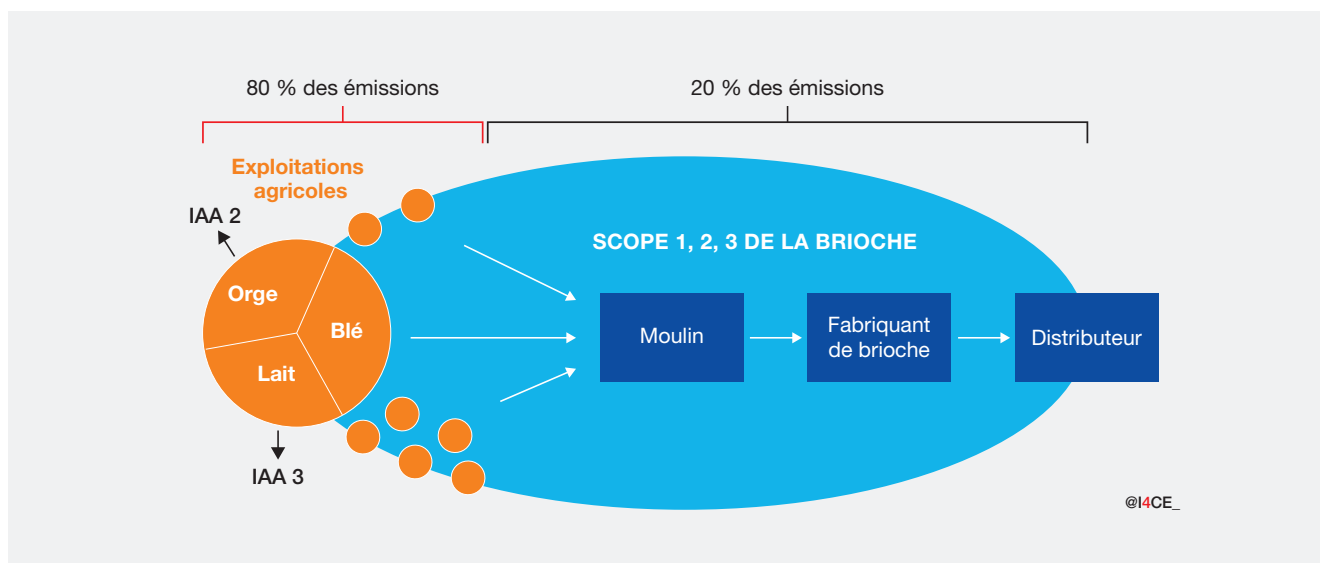 80 % des émissions
20 % des émissions
Exploitations
agricoles
IAA 2
SCOPE 1, 2, 3 DE LA BRIOCHE
Orge
Blé
Lait
Moulin
Fabriquant
de brioche
Distributeur
IAA 3
@I4CE_